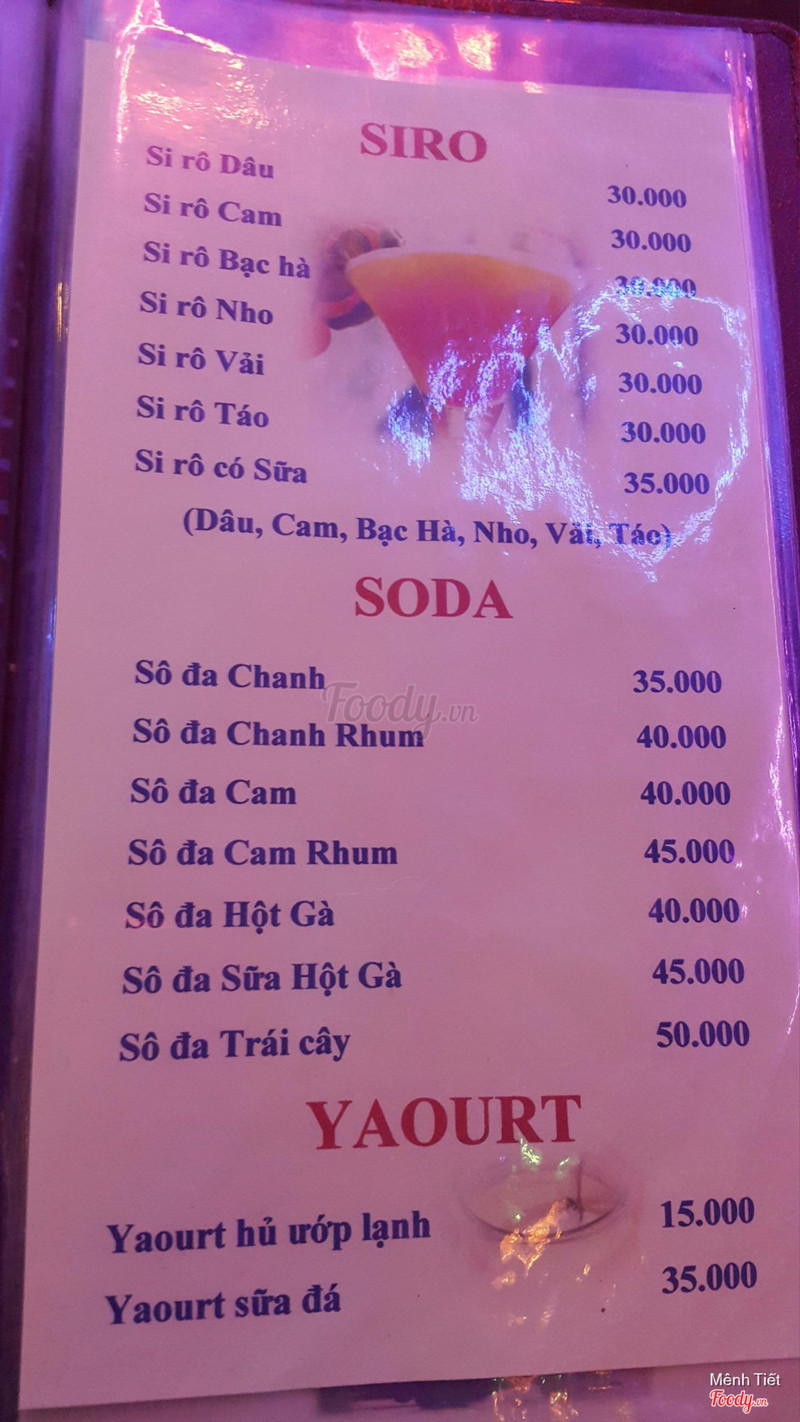 SIRO
Si rô Dâu 30.000
Si rô Cam 30.000
Si rô Bạc hà 30.000
Si rô Nho 30.000
Si rô Vải 30.000
Si rô Táo 30.000
Si rô có Sữa 35.000
(Dâu, Cam, Bạc Hà, Nho, Vải, Táo)
SODA
Sô đa Chanh 35.000
Foody.vn
Sô đa Chanh Rhum 40.000
Sô đa Cam 40.000
Sô đa Cam Rhum 45.000
Sô đa Hột Gà 40.000
Sô đa Sữa Hột Gà 45.000
Sô đa Trái cây 50.000
YAOURT
Yaourt hủ ướp lạnh 15.000
Yaourt sữa đá 35.000
Mênh Tiết
Foody.vn